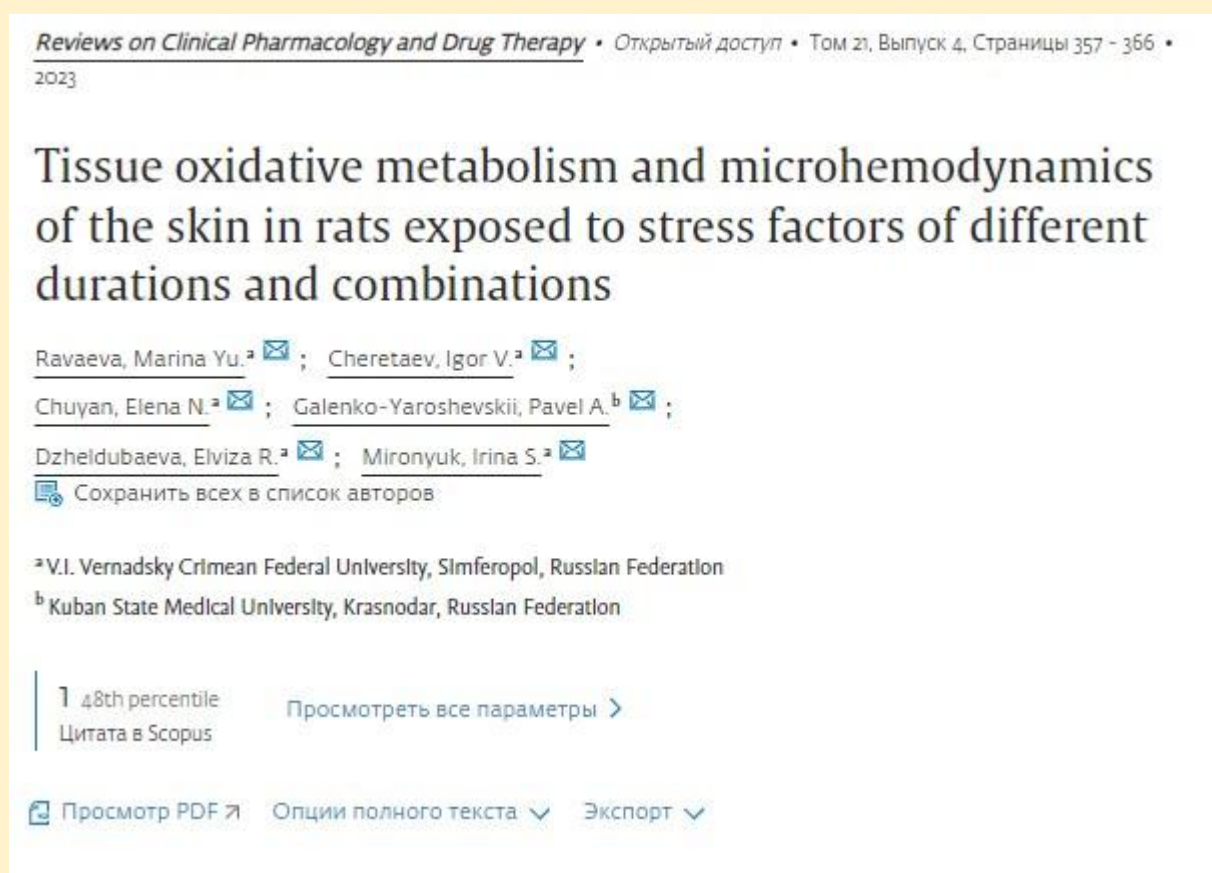 Reviews on Clinical Pharmacology and Drug Therapy • Открытый доступ • Том 21, Выпуск 4, Страницы 357 - 366 •
2023
Tissue oxidative metabolism and microhemodynamics
of the skin in rats exposed to stress factors of different
durations and combinations
Ravaeva, Marina Yu.ᵃ ; Cheretaev, Igor V.ᵃ ;
Chuyan, Elena N.ᵃ ; Galenko-Yaroshevskii, Pavel A.ᵇ ;
Dzheldubaeva, Elviza R.ᵃ ; Mironyuk, Irina S.ᵃ
Сохранить всех в список авторов
ᵃ V.I. Vernadsky Crimean Federal University, Simferopol, Russian Federation
ᵇ Kuban State Medical University, Krasnodar, Russian Federation
1 48th percentile
Цитата в Scopus
Просмотреть все параметры >
Просмотр PDF Опции полного текста Экспорт